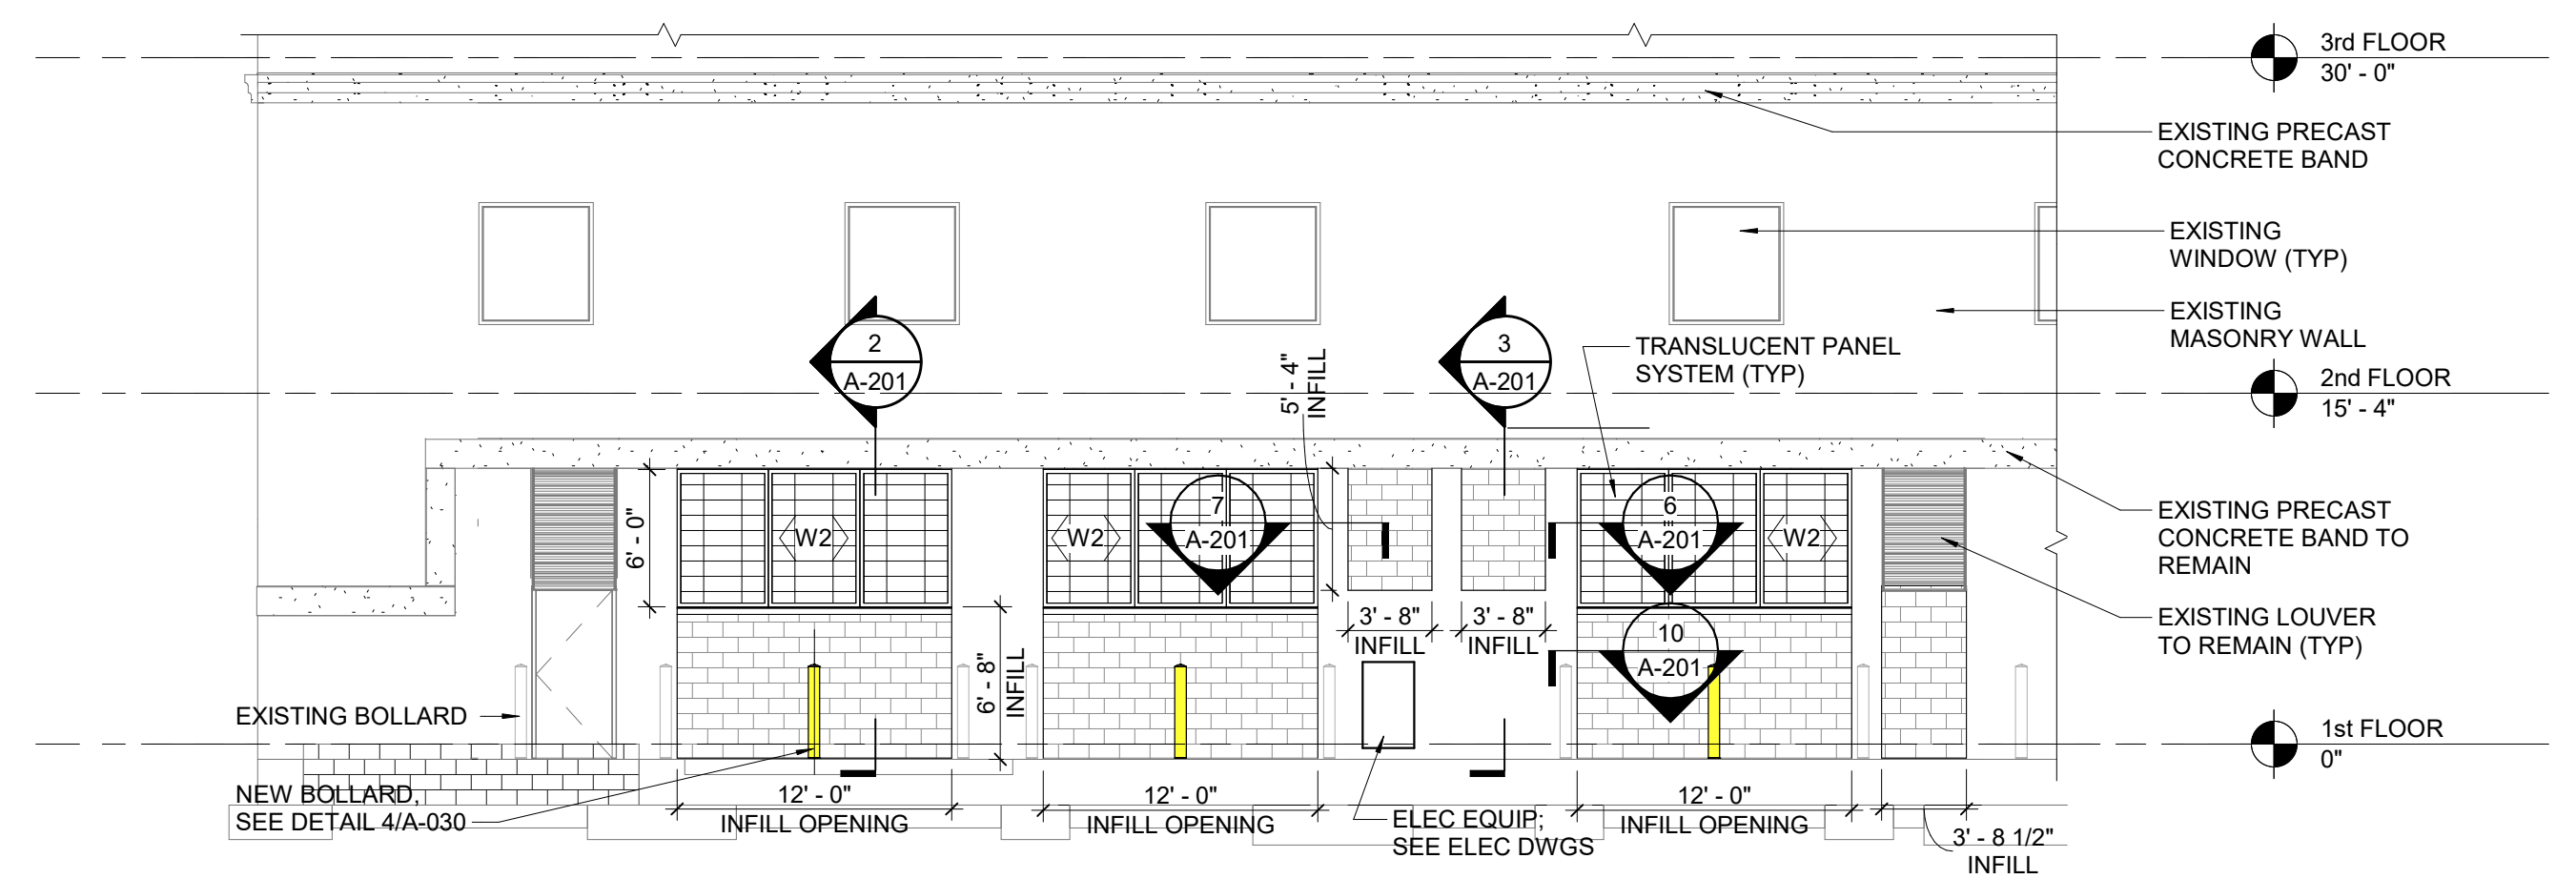 3rd FLOOR
30' - 0"
EXISTING PRECAST
CONCRETE BAND
EXISTING
WINDOW (TYP)
EXISTING
MASONRY WALL
2
A-201
3
A-201
TRANSLUCENT PANEL
SYSTEM (TYP)
2nd FLOOR
15' - 4"
5' - 4"
INFILL
6' - 0"
W2
W2
7
A-201
6
A-201
W2
EXISTING PRECAST
CONCRETE BAND TO
REMAIN
3' - 8"
INFILL
3' - 8"
INFILL
10
A-201
EXISTING LOUVER
TO REMAIN (TYP)
6' - 8"
INFILL
EXISTING BOLLARD
1st FLOOR
0"
NEW BOLLARD,
SEE DETAIL 4/A-030
12' - 0"
INFILL OPENING
12' - 0"
INFILL OPENING
ELEC EQUIP;
SEE ELEC DWGS
12' - 0"
INFILL OPENING
3' - 8 1/2"
INFILL